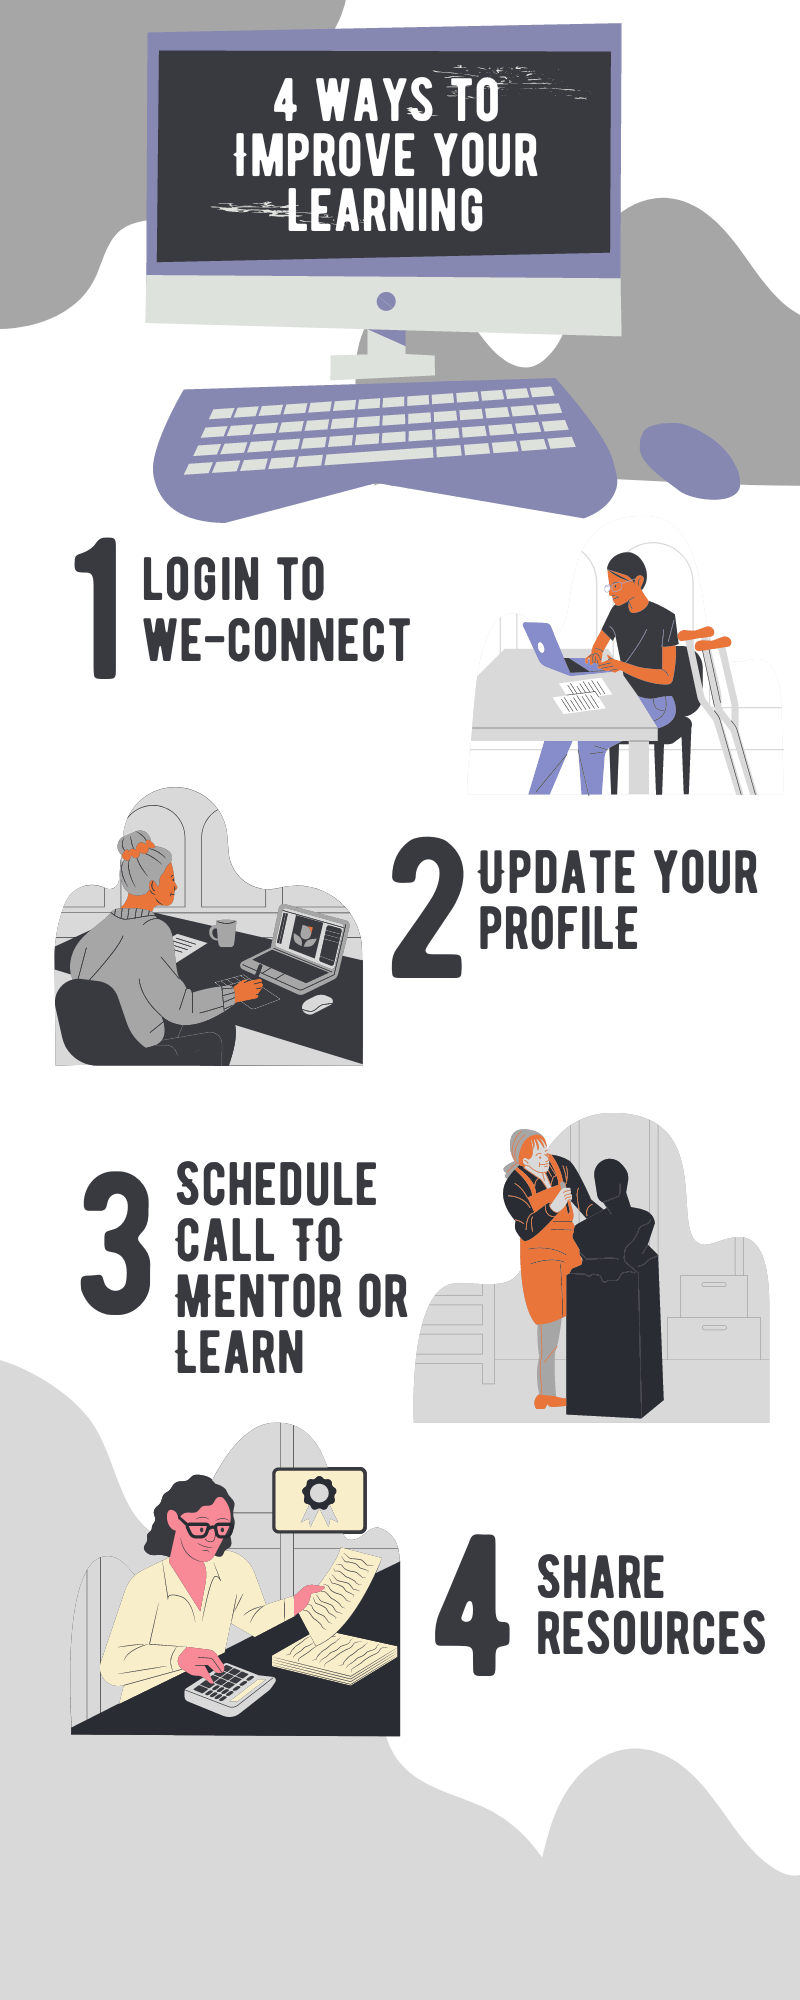 4 Ways to
Improve your
Learning
1
Login to
We-Connect
2
Update your
Profile
3
Schedule
Call to
Mentor or
Learn
4
Share
Resources